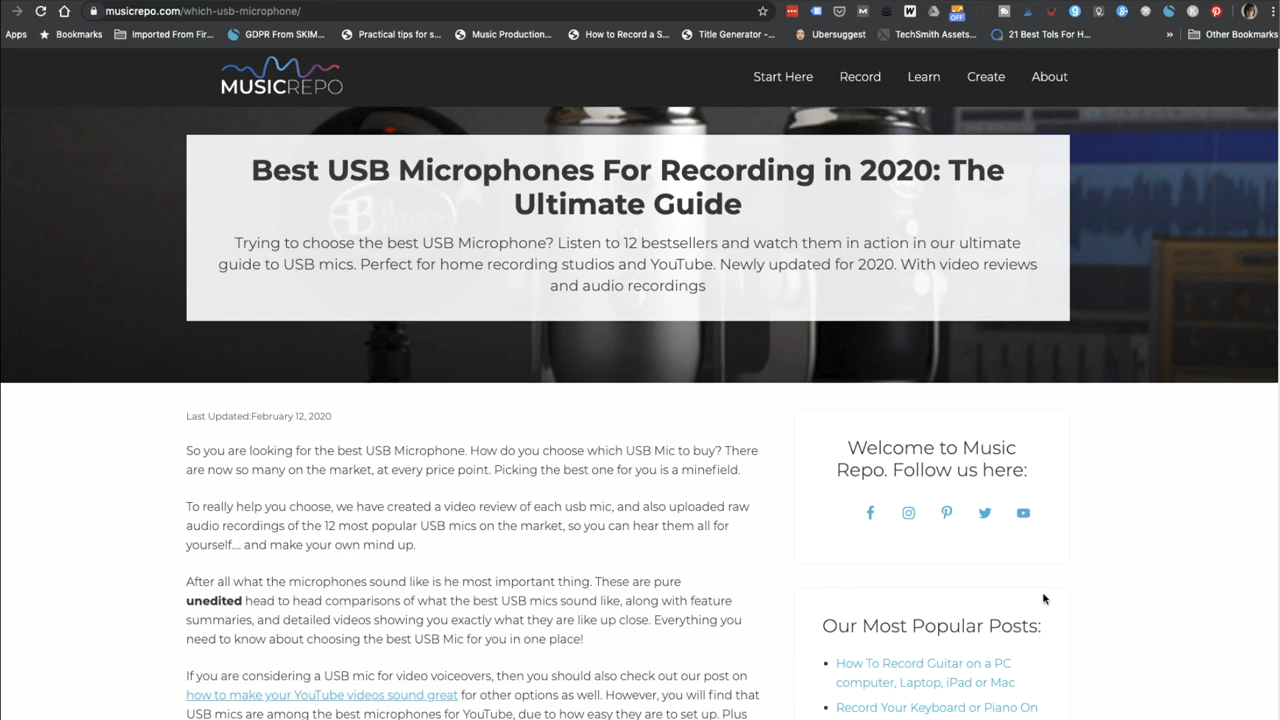 musicrepo.com/which-usb-microphone/
OFF
Apps
Bookmarks
Imported From Fir...
GDPR From SKIM...
Practical tips for s...
Music Production...
How to Record a S...
Title Generator -...
Ubersuggest
TechSmith Assets...
21 Best Tols For H...
»
Other Bookmarks
MUSICREPO
Start Here
Record
Learn
Create
About
Best USB Microphones For Recording in 2020: The
Ultimate Guide
Trying to choose the best USB Microphone? Listen to 12 bestsellers and watch them in action in our ultimate
guide to USB mics. Perfect for home recording studios and YouTube. Newly updated for 2020. With video reviews
and audio recordings
Last Updated:February 12, 2020
So you are looking for the best USB Microphone. How do you choose which USB Mic to buy? There
are now so many on the market, at every price point. Picking the best one for you is a minefield.
To really help you choose, we have created a video review of each usb mic, and also uploaded raw
audio recordings of the 12 most popular USB mics on the market, so you can hear them all for
yourself.... and make your own mind up.
After all what the microphones sound like is he most important thing. These are pure
unedited head to head comparisons of what the best USB mics sound like, along with feature
summaries, and detailed videos showing you exactly what they are like up close. Everything you
need to know about choosing the best USB Mic for you in one place!
If you are considering a USB mic for video voiceovers, then you should also check out our post on
how to make your YouTube videos sound great for other options as well. However, you will find that
USB mics are among the best microphones for YouTube, due to how easy they are to set up. Plus
Welcome to Music
Repo. Follow us here:
Our Most Popular Posts:
How To Record Guitar on a PC
computer, Laptop, iPad or Mac
Record Your Keyboard or Piano On